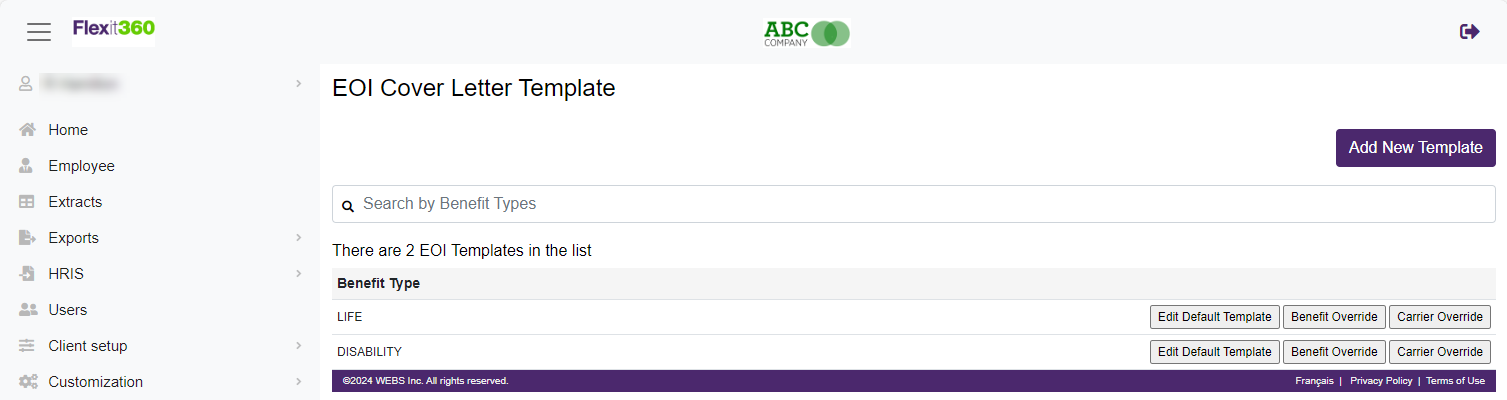 Flexit360
ABC
COMPANY
Home
Employee
Extracts
Exports
HRIS
Users
Client setup
Customization
EOI Cover Letter Template
Add New Template
Search by Benefit Types
There are 2 EOI Templates in the list
Benefit Type
LIFE Edit Default Template Benefit Override Carrier Override
DISABILITY Edit Default Template Benefit Override Carrier Override
©2024 WEBS Inc. All rights reserved. Français | Privacy Policy | Terms of Use